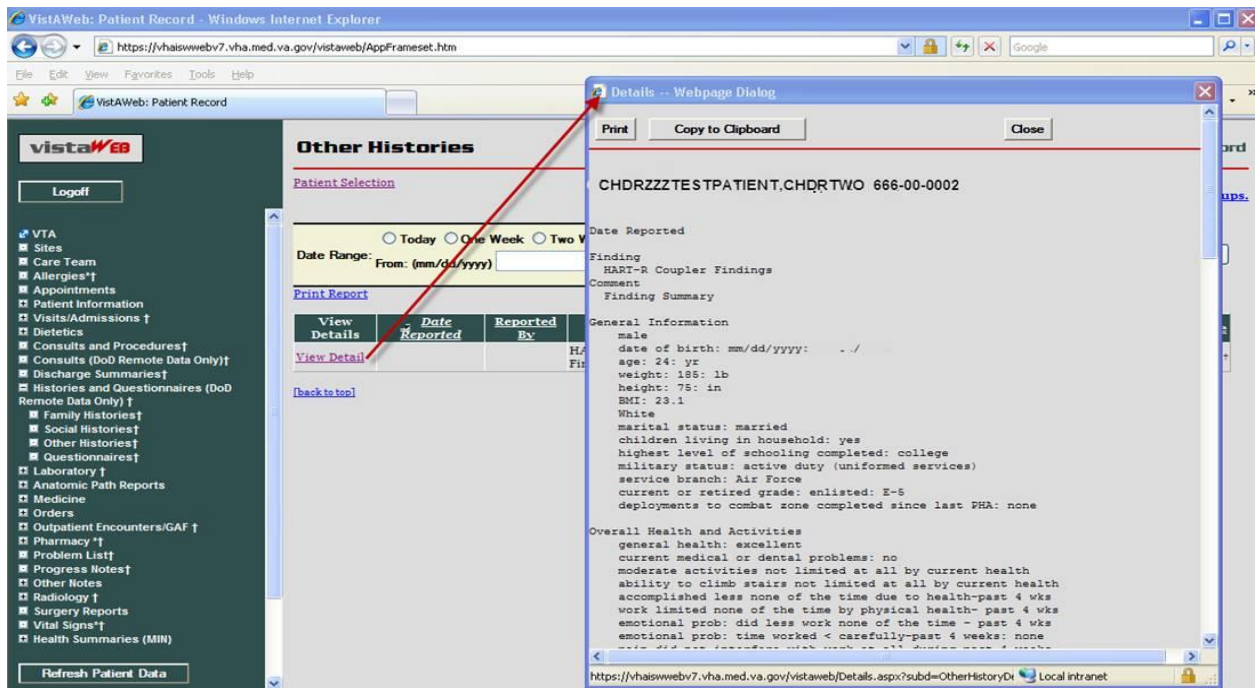 VistAWeb: Patient Record - Windows Internet Explorer
https://vhaiswwebv7.vha.med.va.gov/vistaweb/AppFrameset.htm
Google
File Edit View Favorites Tools Help
VistAWeb: Patient Record
vistaWEB
Logoff
VTA
Sites
Care Team
Allergies*†
Appointments
Patient Information
Visits/Admissions †
Dietetics
Consults and Procedures†
Consults (DoD Remote Data Only)†
Discharge Summaries†
Histories and Questionnaires (DoD
Remote Data Only) †
Family Histories†
Social Histories†
Other Histories†
Questionnaires†
Laboratory †
Anatomic Path Reports
Medicine
Orders
Outpatient Encounters/GAF †
Pharmacy *†
Problem List†
Progress Notes†
Other Notes
Radiology †
Surgery Reports
Vital Signs*†
Health Summaries (MIN)
Refresh Patient Data
Other Histories
Patient Selection
Today One Week Two W
Date Range:
From: (mm/dd/yyyy)
Print Report
View Details Date Reported Reported By
View Detail
[back to top]
ord
ups.
Details -- Webpage Dialog
Print Copy to Clipboard Close
CHDRZZZTESTPATIENT,CHDRTWO 666-00-0002
Date Reported
Finding
HART-R Coupler Findings
Comment
Finding Summary
General Information
male
date of birth: mm/dd/yyyy: . ./
age: 24: yr
weight: 185: lb
height: 75: in
BMI: 23.1
White
marital status: married
children living in household: yes
highest level of schooling completed: college
military status: active duty (uniformed services)
service branch: Air Force
current or retired grade: enlisted: E-5
deployments to combat zone completed since last PHA: none
Overall Health and Activities
general health: excellent
current medical or dental problems: no
moderate activities not limited at all by current health
ability to climb stairs not limited at all by current health
accomplished less none of the time due to health-past 4 wks
work limited none of the time by physical health- past 4 wks
emotional prob: did less work none of the time - past 4 wks
emotional prob: time worked < carefully-past 4 weeks: none
https://vhaiswwebv7.vha.med.va.gov/vistaweb/Details.aspx?subd=OtherHistoryDe Local intranet